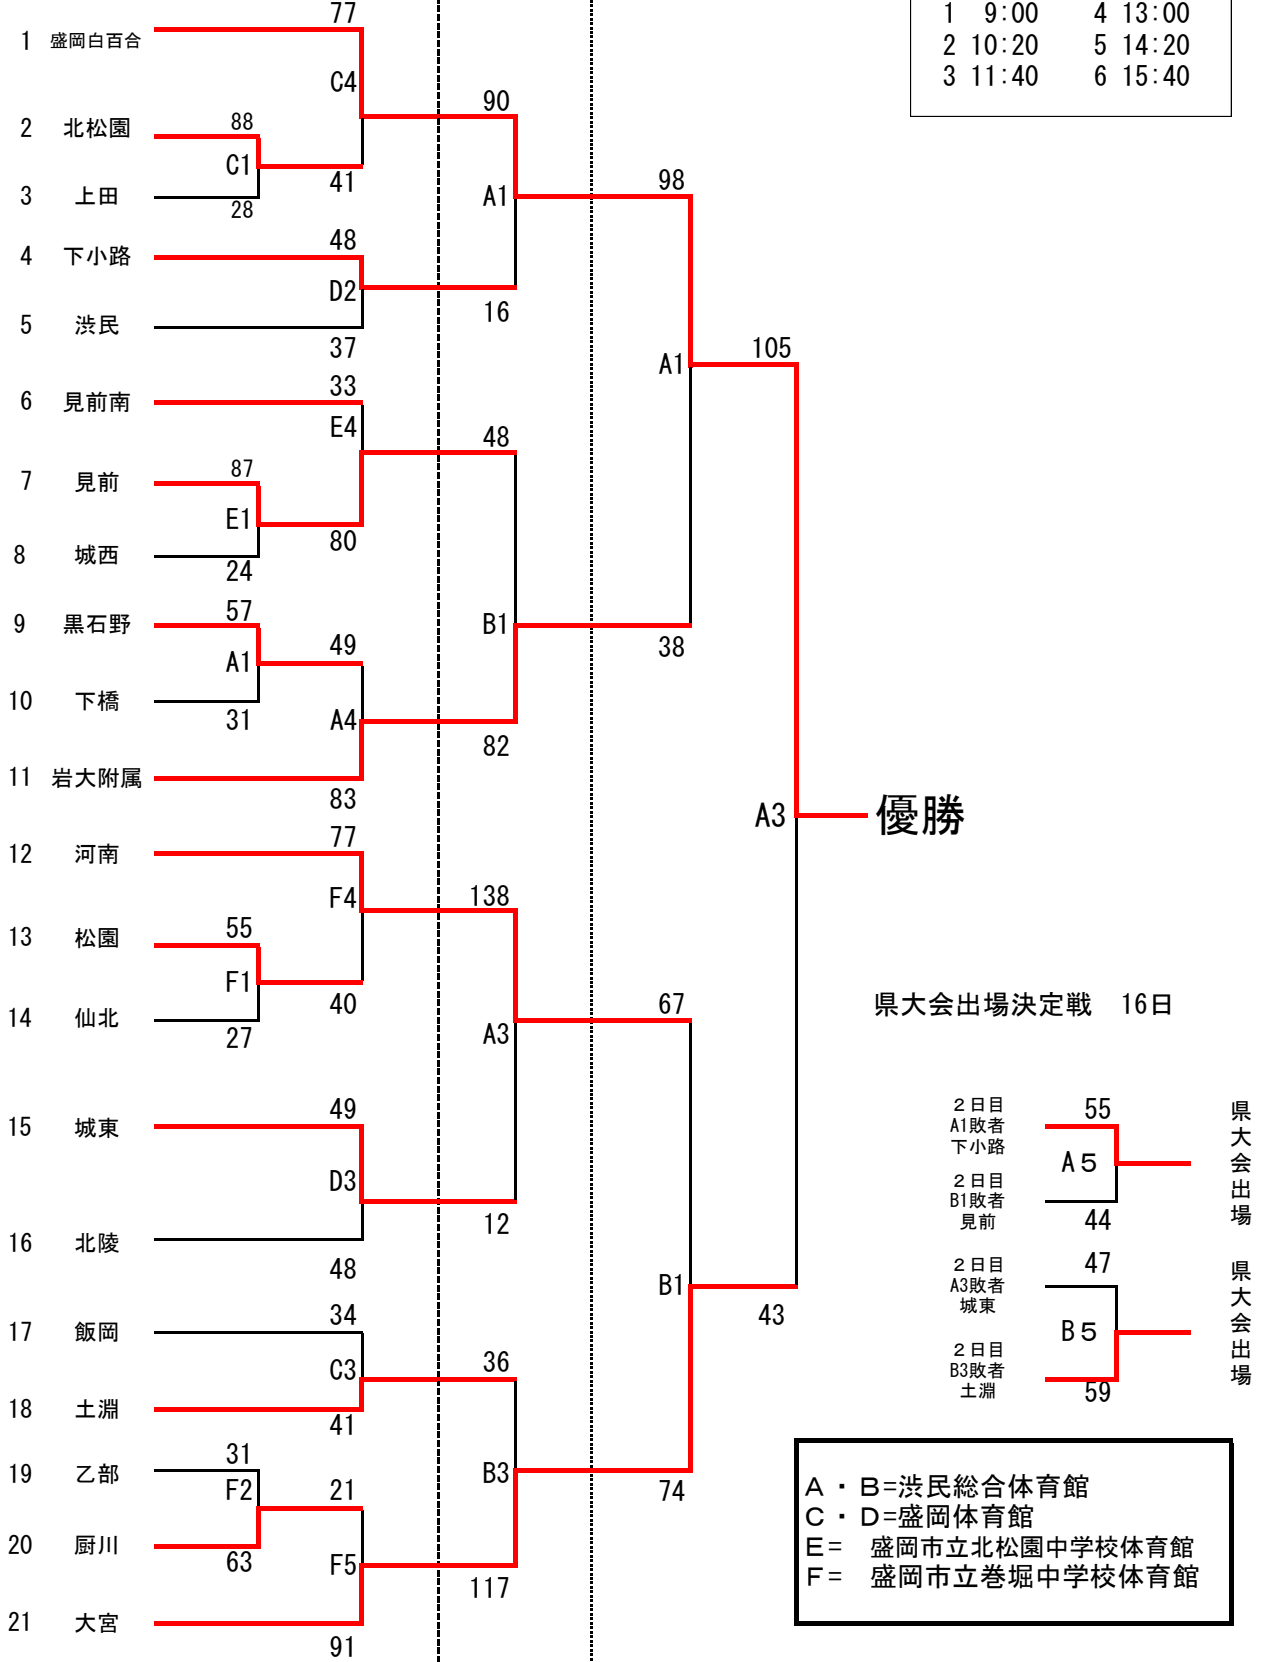 1 9:00 4 13:00
2 10:20 5 14:20
3 11:40 6 15:40
77
1 盛岡白百合
C4
90
2 北松園 88
C1
41
3 上田
28
A1
98
4 下小路 48
D2
16
5 渋民
37
A1
105
6 見前南 33
E4
48
7 見前 87
E1
80
8 城西
24
9 黒石野 57
B1
38
A1
49
10 下橋
31
A4
82
11 岩大附属
83
A3
優勝
12 河南 77
F4
138
13 松園 55
F1
40
14 仙北
27
A3
67
15 城東 49
D3
12
16 北陵
48
B1
43
17 飯岡 34
C3
36
18 土淵
41
19 乙部 31
F2
21
B3
74
20 厨川
63
F5
117
21 大宮
91
県大会出場決定戦 16日
2日目
A1敗者
下小路
55
A5
県大会出場
2日目
B1敗者
見前
44
2日目
A3敗者
城東
47
B5
県大会出場
2日目
B3敗者
土淵
59
A・B=渋民総合体育館
C・D=盛岡体育館
E= 盛岡市立北松園中学校体育館
F= 盛岡市立巻堀中学校体育館